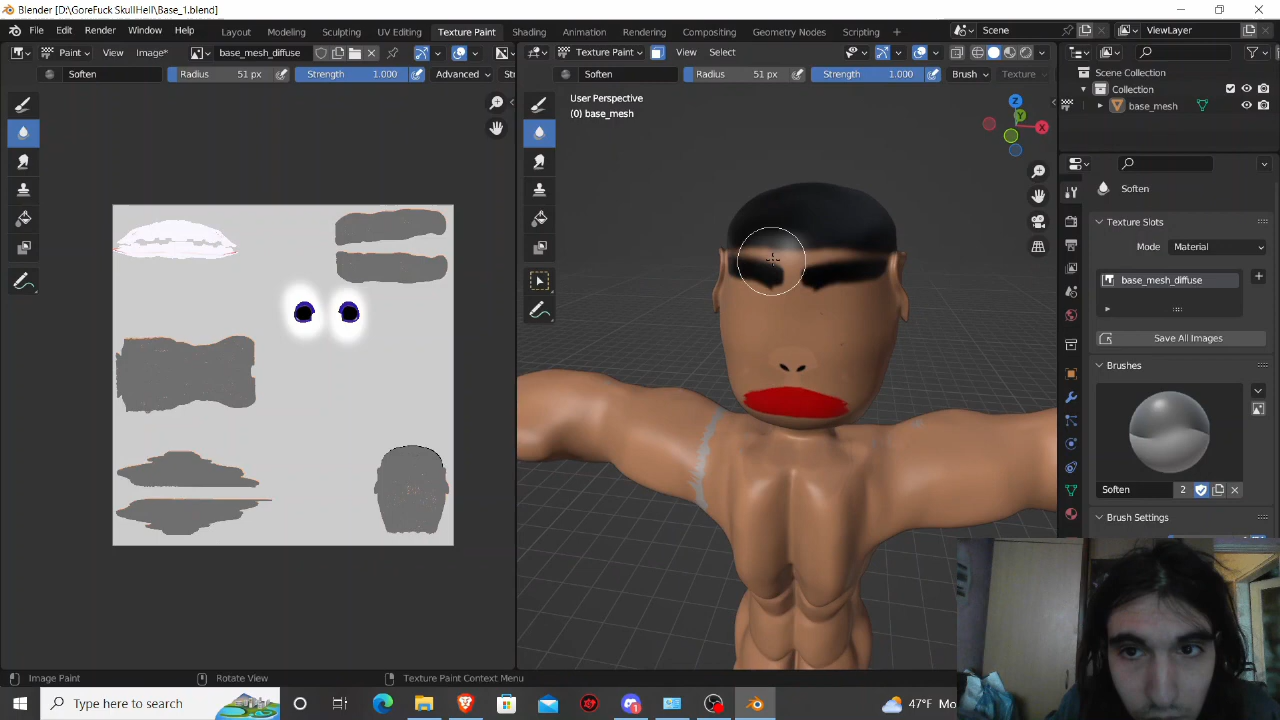 Blender [D:\GoreFuck SkullHell\Base_1.blend]
File Edit Render Window Help Layout Modeling Sculpting UV Editing Texture Paint Shading Animation Rendering Compositing Geometry Nodes Scripting + Scene ViewLayer
Paint View Image* base_mesh_diffuse Texture Paint View Select
Soften Radius 51 px Strength 1.000 Advanced Soften Radius 51 px Strength 1.000 Brush Texture
User Perspective
(0) base_mesh
Z
Y
X
Scene Collection
Collection
base_mesh
Soften
Texture Slots
Mode Material
base_mesh_diffuse
Save All Images
Brushes
Soften 2
Brush Settings
Image Paint Rotate View Texture Paint Context Menu
Type here to search
1
47°F